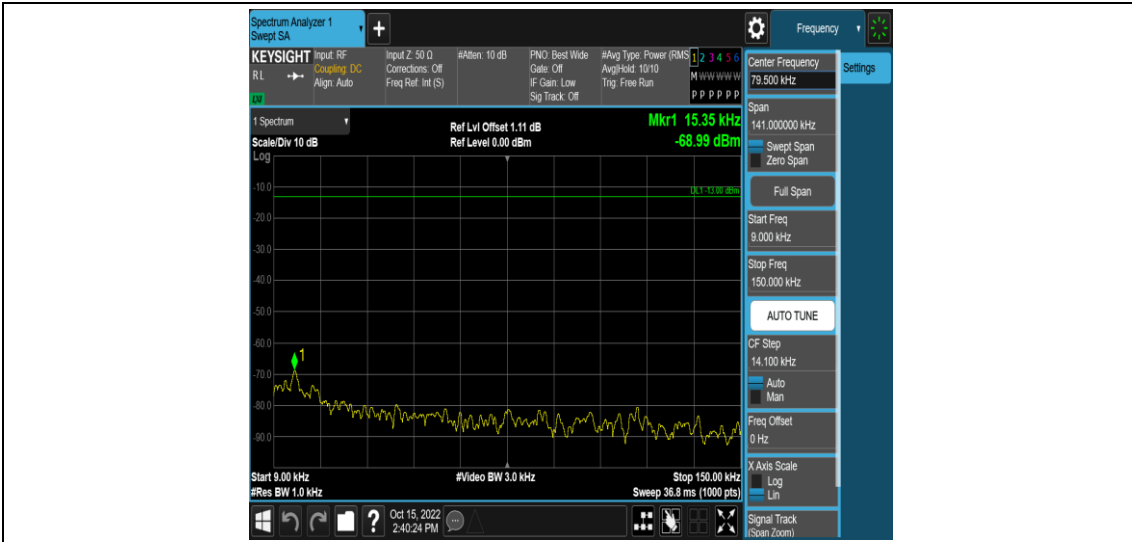 Spectrum Analyzer 1
Swept SA
Frequency
KEYSIGHT
R L
LNI
Input: RF
Coupling: DC
Align: Auto
Input Z: 50 Ω
Corrections: Off
Freq Ref: Int (S)
#Atten: 10 dB
PNO: Best Wide
Gate: Off
IF Gain: Low
Sig Track: Off
#Avg Type: Power (RMS
Avg|Hold: 10/10
Trig: Free Run
1 2 3 4 5 6
M W W W W W
P P P P P P
1 Spectrum
Scale/Div 10 dB
Log
Ref Lvl Offset 1.11 dB
Ref Level 0.00 dBm
Mkr1 15.35 kHz
-68.99 dBm
DL1 -13.00 dBm
-10.0
-20.0
-30.0
-40.0
-50.0
-60.0
-70.0
-80.0
-90.0
1
Start 9.00 kHz
#Res BW 1.0 kHz
#Video BW 3.0 kHz
Stop 150.00 kHz
Sweep 36.8 ms (1000 pts)
Center Frequency
79.500 kHz
Settings
Span
141.000000 kHz
Swept Span
Zero Span
Full Span
Start Freq
9.000 kHz
Stop Freq
150.000 kHz
AUTO TUNE
CF Step
14.100 kHz
Auto
Man
Freq Offset
0 Hz
X Axis Scale
Log
Lin
Signal Track
(Span Zoom)
?
Oct 15, 2022
2:40:24 PM